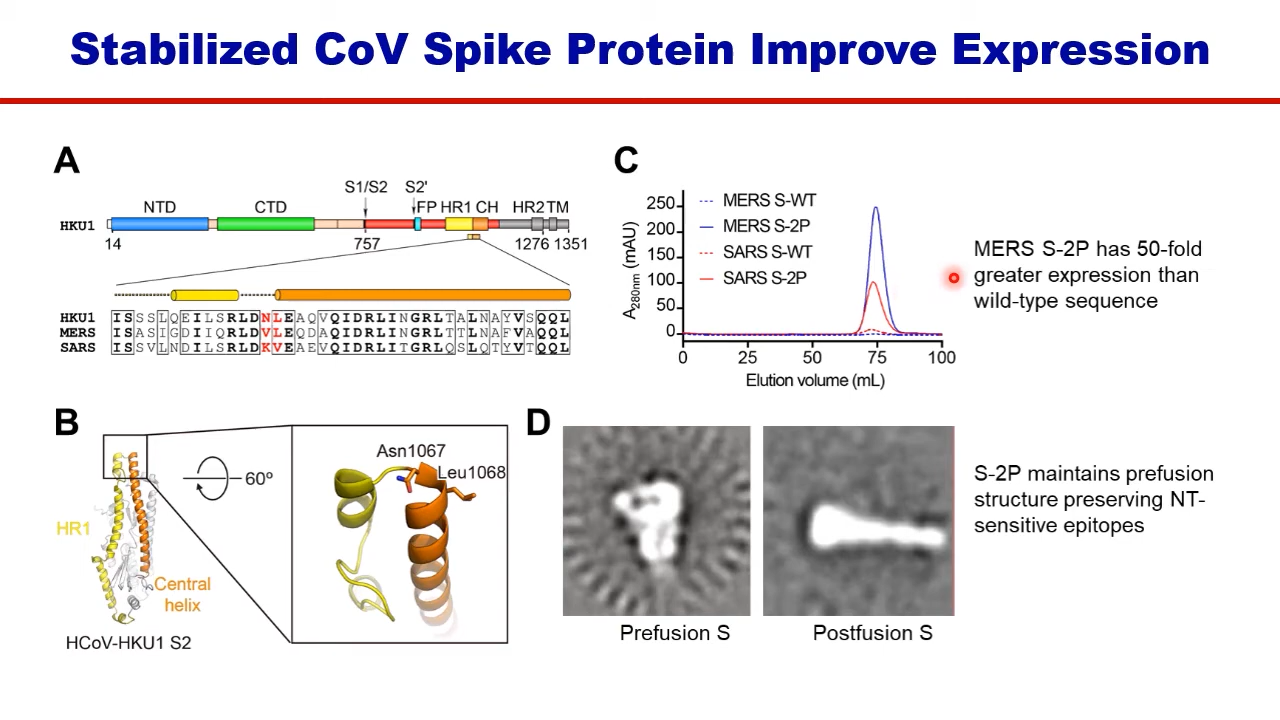 Stabilized CoV Spike Protein Improve Expression
A
S1/S2 S2'
NTD CTD FP HR1 CH HR2 TM
HKU1
14 757 1276 1351
HKU1 ISSSLQEILSRLDNLEAQVQIDRLINGRLTALNAYVSQQL
MERS ISASIGDIIQRLDVLEQDAQIDRLINGRLTTLNAFVAQQL
SARS ISSVLNDILSRLDKVEAEVQIDRLITGRLQSLQTYVTQQL
B
60º
HR1
Central
helix
HCoV-HKU1 S2
Asn1067
Leu1068
C
MERS S-WT
MERS S-2P
SARS S-WT
SARS S-2P
A280nm (mAU)
250
200
150
100
50
0
0 25 50 75 100
Elution volume (mL)
MERS S-2P has 50-fold
greater expression than
wild-type sequence
D
Prefusion S
Postfusion S
S-2P maintains prefusion
structure preserving NT-
sensitive epitopes